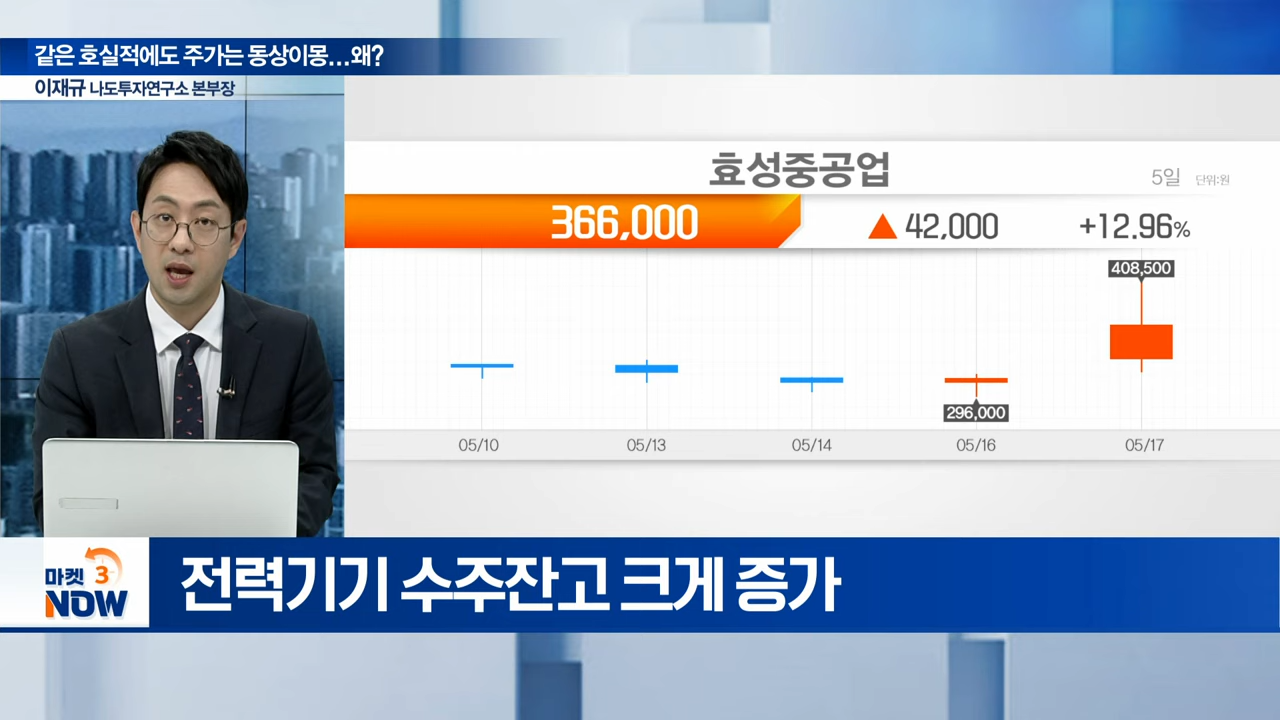 같은 호실적에도 주가는 동상이몽...왜?
이재규 나도투자연구소 본부장
효성중공업
5일 단위:원
366,000 ▲ 42,000 +12.96%
408,500
296,000
05/10 05/13 05/14 05/16 05/17
마켓 3
NOW
전력기기 수주잔고 크게 증가